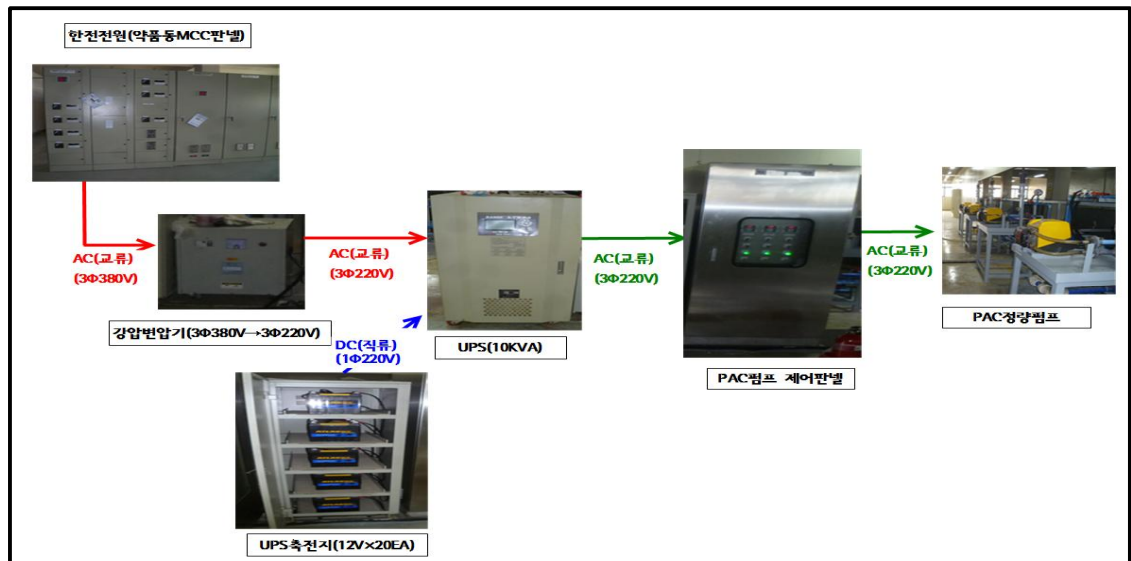 한전전원(약품동MCC판넬)
AC(교류)
(3Φ380V)
AC(교류)
(3Φ220V)
AC(교류)
(3Φ220V)
AC(교류)
(3Φ220V)
강압변압기(3Φ380V→3Φ220V)
DC(직류)
(1Φ220V)
UPS(10KVA)
PAC정량펌프
PAC펌프 제어판넬
UPS축전지(12V×20EA)